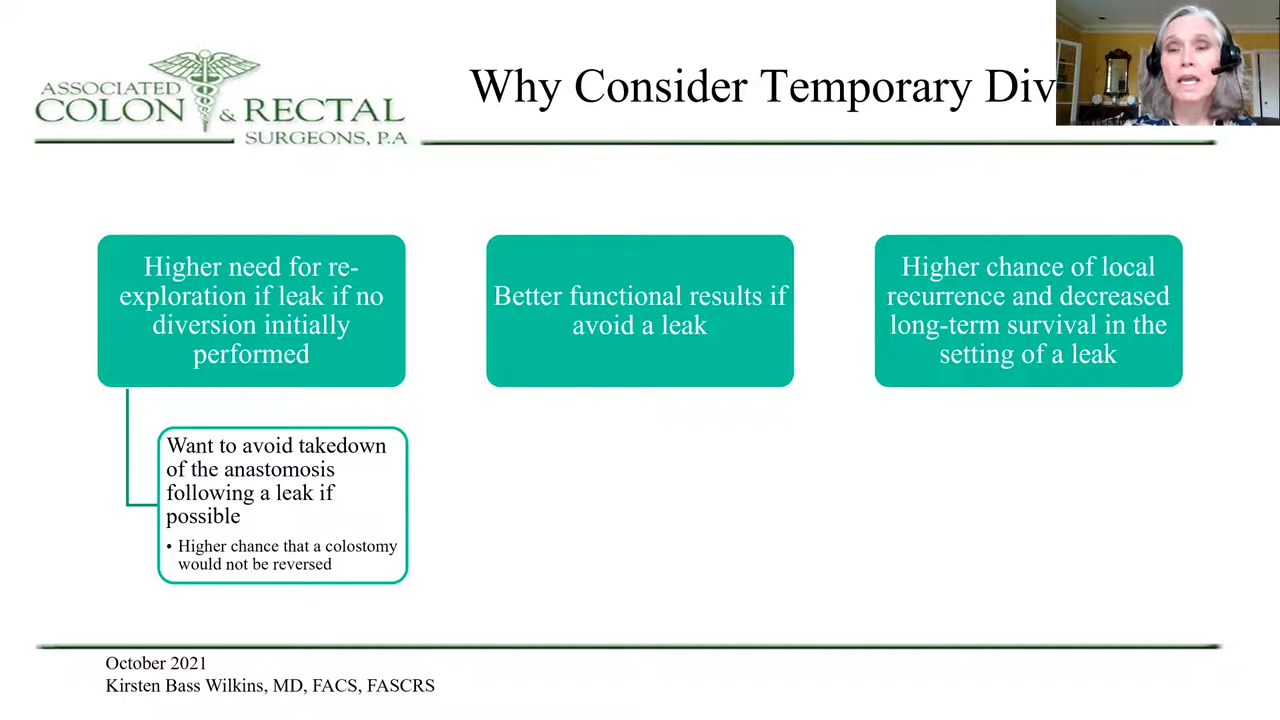 ASSOCIATED
COLON & RECTAL
SURGEONS, P.A
Why Consider Temporary Div
Higher need for re-
exploration if leak if no
diversion initially
performed
Better functional results if
avoid a leak
Higher chance of local
recurrence and decreased
long-term survival in the
setting of a leak
Want to avoid takedown
of the anastomosis
following a leak if
possible
• Higher chance that a colostomy
would not be reversed
October 2021
Kirsten Bass Wilkins, MD, FACS, FASCRS